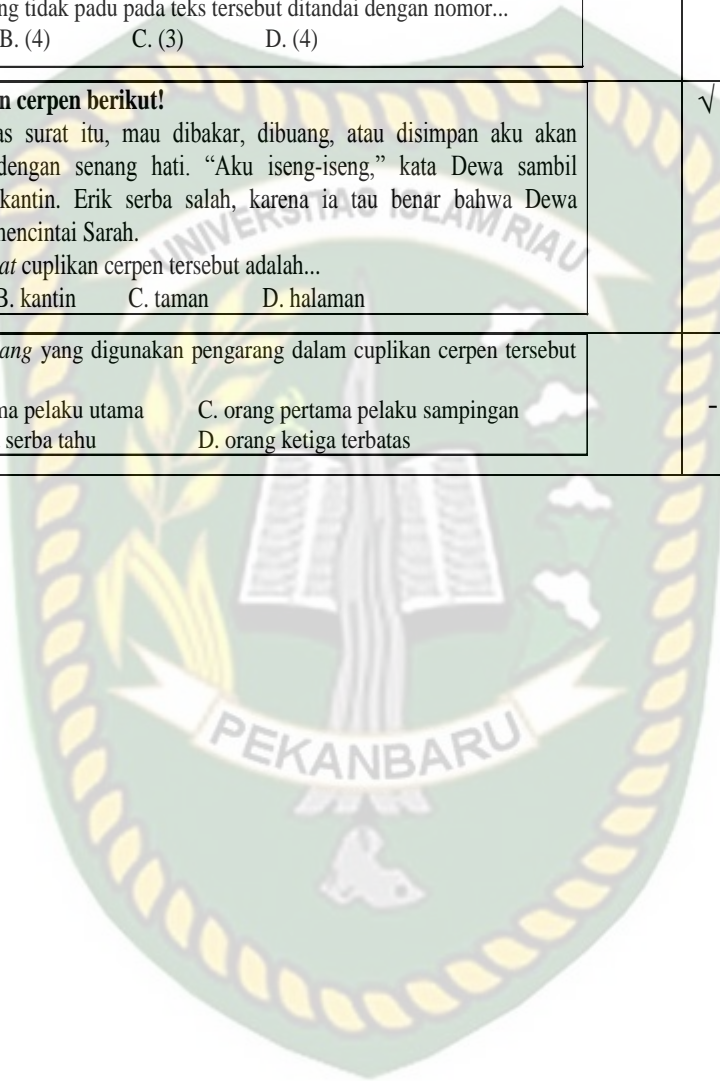 ng tidak padu pada teks tersebut ditandai dengan nomor...
B. (4) C. (3) D. (4)
n cerpen berikut!
as surat itu, mau dibakar, dibuang, atau disimpan aku akan
dengan senang hati. “Aku iseng-iseng,” kata Dewa sambil
kantin. Erik serba salah, karena ia tau benar bahwa Dewa
mencintai Sarah.
at cuplikan cerpen tersebut adalah...
B. kantin C. taman D. halaman
√
ang yang digunakan pengarang dalam cuplikan cerpen tersebut
ma pelaku utama C. orang pertama pelaku sampingan
serba tahu D. orang ketiga terbatas
-
UNIVERSITAS ISLAM RIAU
PEKANBARU